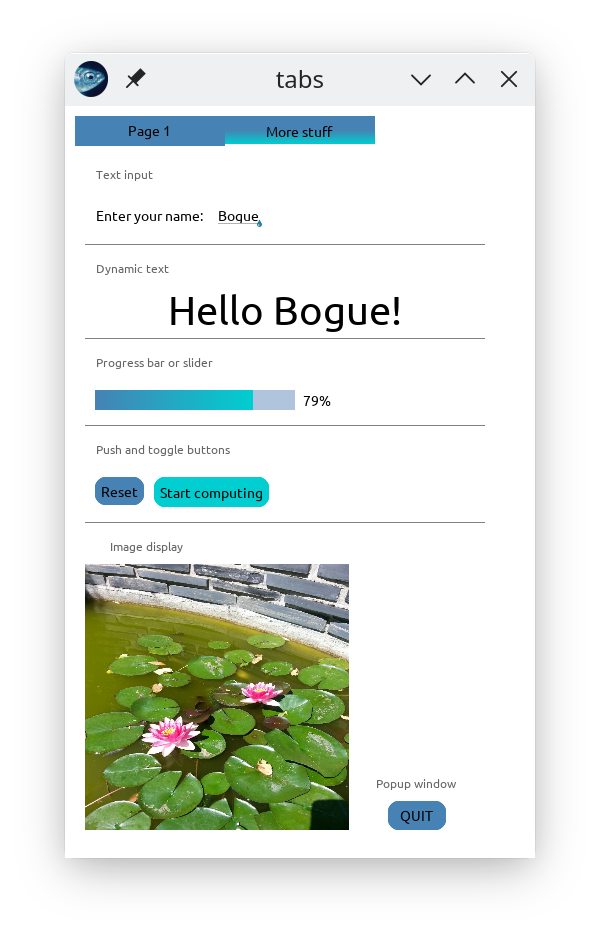 tabs
Page 1 More stuff
Text input
Enter your name: Bogue
Dynamic text
Hello Bogue!
Progress bar or slider
79%
Push and toggle buttons
Reset Start computing
Image display
Popup window
QUIT